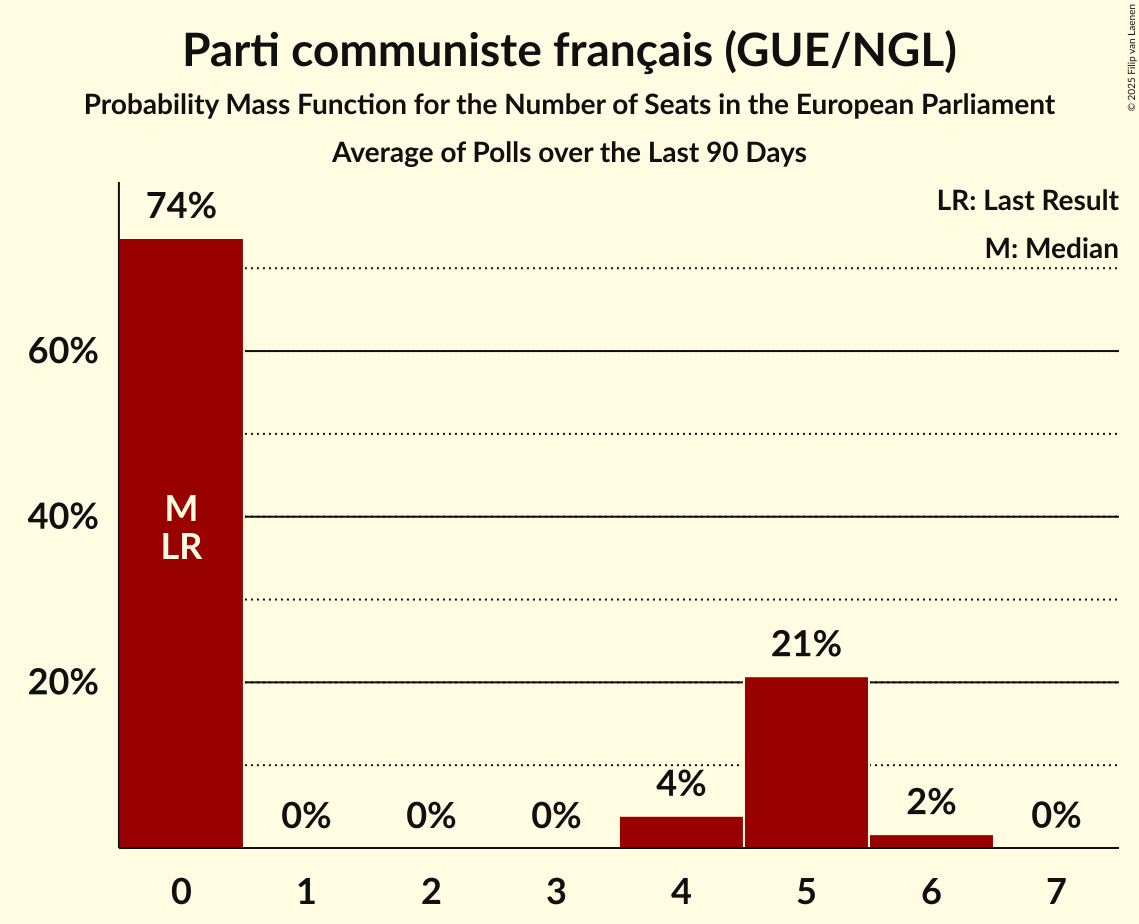 Parti communiste français (GUE/NGL)
Probability Mass Function for the Number of Seats in the European Parliament
Average of Polls over the Last 90 Days
© 2025 Filip van Laenen
LR: Last Result
M: Median
74%
60%
40%
20%
M
LR
0%
0%
0%
4%
21%
2%
0%
0 1 2 3 4 5 6 7